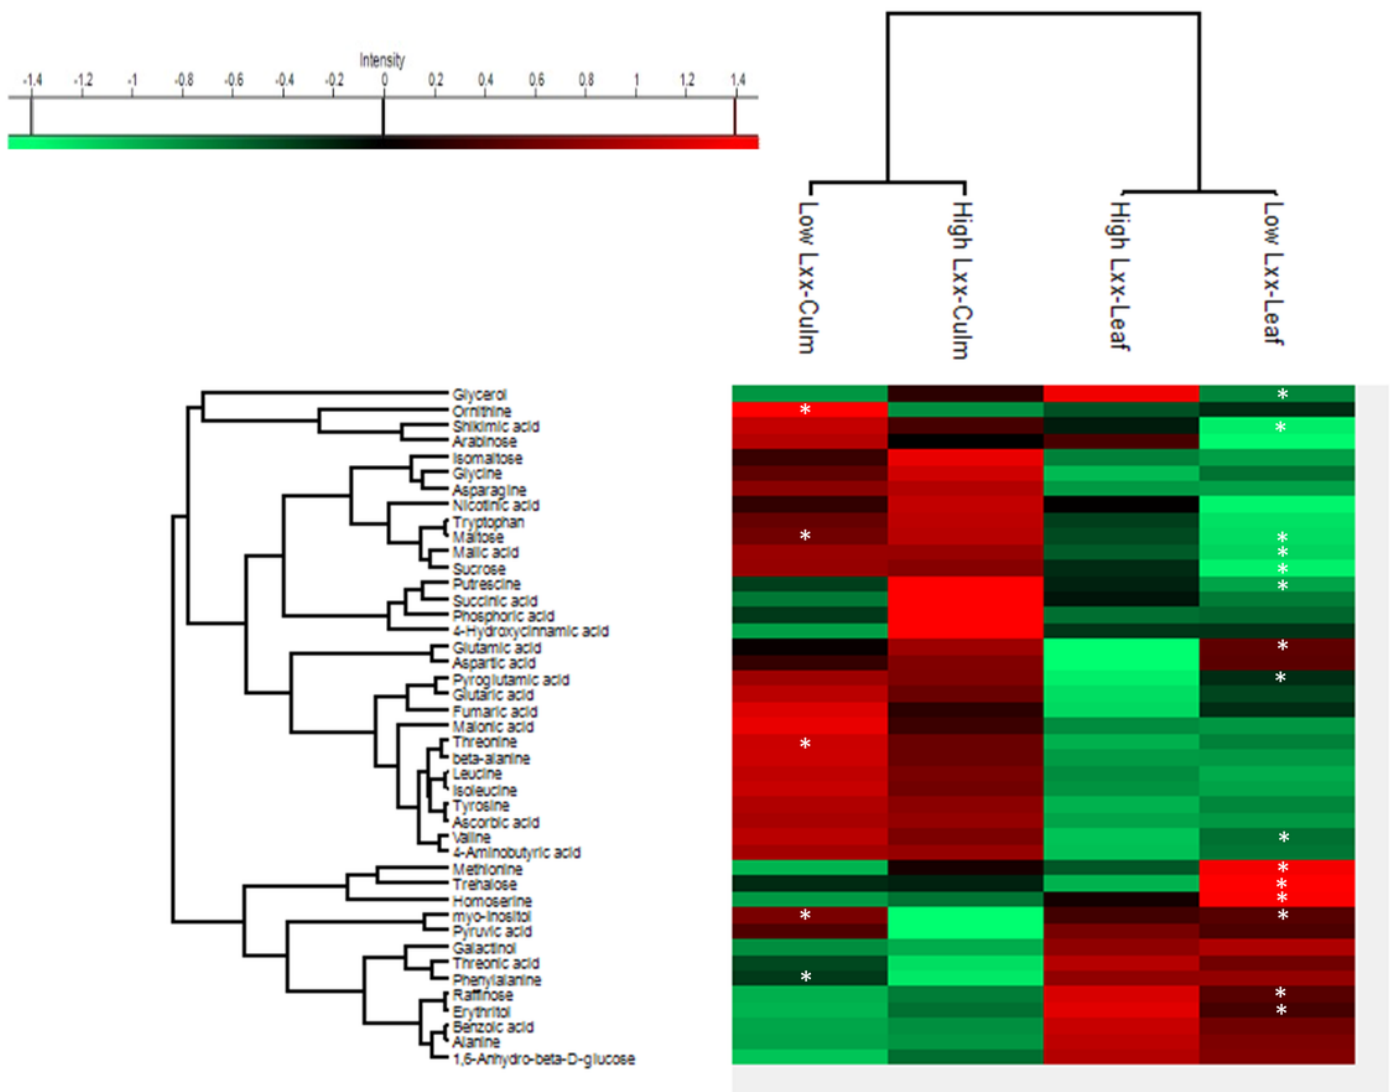 Intensity
-1.4 -1.2 -1 -0.8 -0.6 -0.4 -0.2 0 0.2 0.4 0.6 0.8 1 1.2 1.4
Low Lxx-Culm
High Lxx-Culm
High Lxx-Leaf
Low Lxx-Leaf
Glycerol *
Ornithine *
Shikimic acid *
Arabinose
Isomaltose
Glycine
Asparagine
Nicotinic acid
Tryptophan
Maltose * *
Malic acid *
Sucrose *
Putrescine *
Succinic acid
Phosphoric acid
4-Hydroxycinnamic acid
Glutamic acid *
Aspartic acid
Pyroglutamic acid *
Glutaric acid
Fumaric acid
Malonic acid
Threonine *
beta-alanine
Leucine
Isoleucine
Tyrosine
Ascorbic acid
Valine *
4-Aminobutyric acid
Methionine *
Trehalose *
Homoserine *
myo-inositol * *
Pyruvic acid
Galactinol
Threonic acid
Phenylalanine *
Raffinose *
Erythritol *
Benzoic acid
Alanine
1,6-Anhydro-beta-D-glucose